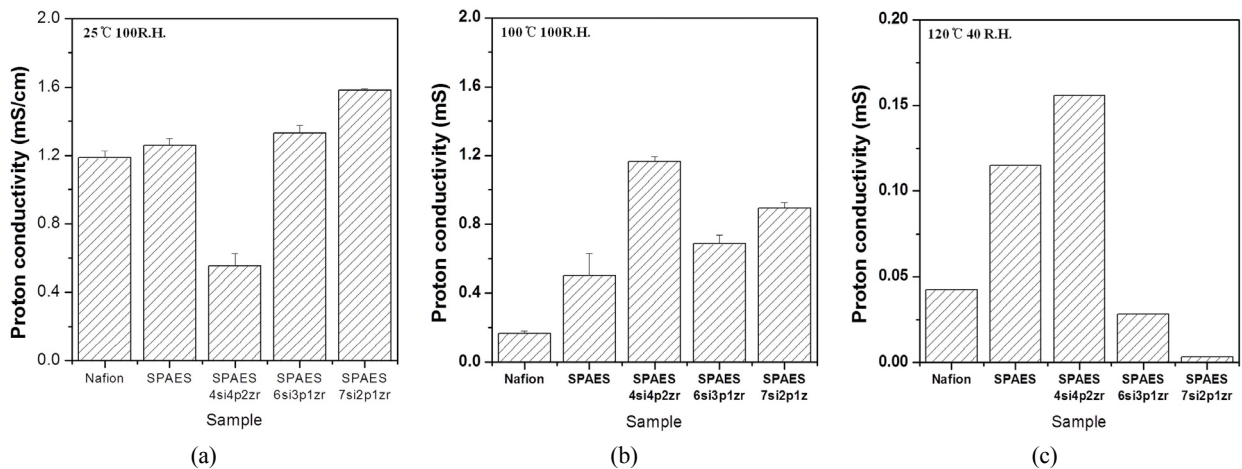 25℃ 100R.H.
Proton conductivity (mS/cm)
2.0
1.6
1.2
0.8
0.4
0.0
Nafion
SPAES
SPAES
4si4p2zr
SPAES
6si3p1zr
SPAES
7si2p1zr
Sample
(a)
100℃ 100R.H.
Proton conductivity (mS)
2.0
1.6
1.2
0.8
0.4
0.0
Nafion
SPAES
SPAES
4si4p2zr
SPAES
6si3p1zr
SPAES
7si2p1z
Sample
(b)
120℃ 40 R.H.
Proton conductivity (mS)
0.20
0.15
0.10
0.05
0.00
Nafion
SPAES
SPAES
4si4p2zr
SPAES
6si3p1zr
SPAES
7si2p1zr
Sample
(c)